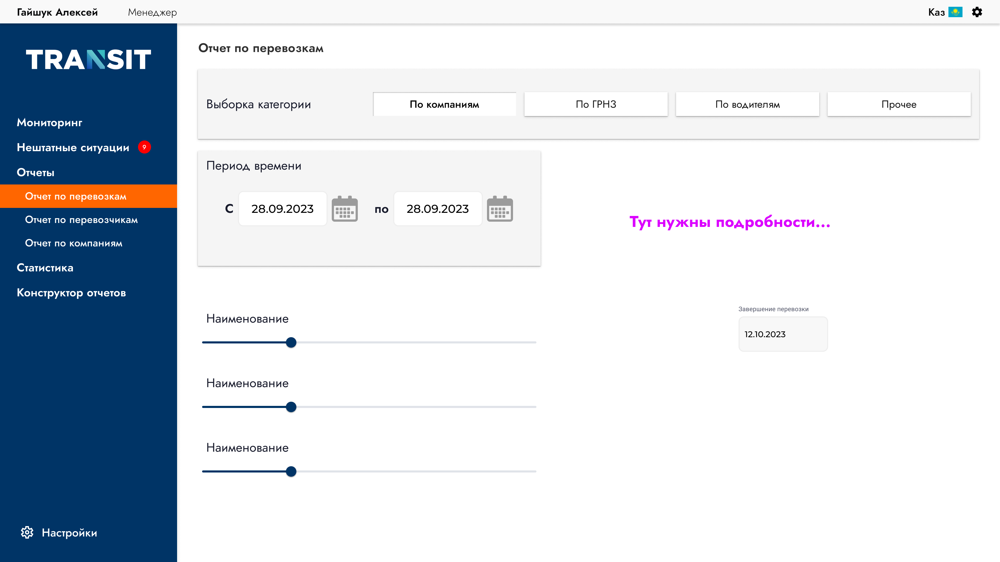 Гайшук Алексей Менеджер Каз
TRANSIT
Мониторинг
Нештатные ситуации 9
Отчеты
Отчет по перевозкам
Отчет по перевозчикам
Отчет по компаниям
Статистика
Конструктор отчетов
Настройки
Отчет по перевозкам
Выборка категории По компаниям По ГРНЗ По водителям Прочее
Период времени
С 28.09.2023 по 28.09.2023
Тут нужны подробности...
Наименование
Наименование
Наименование
Завершение перевозки
12.10.2023